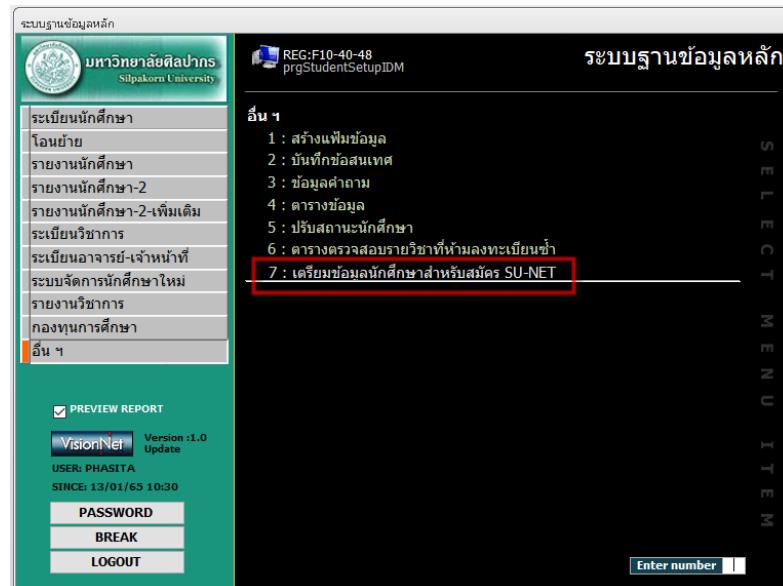 ระบบฐานข้อมูลหลัก
มหาวิทยาลัยศิลปากร
Silpakorn University
REG:F10-40-48
prgStudentSetupIDM
ระบบฐานข้อมูลหลัก
ระเบียนนักศึกษา
โอนย้าย
รายงานนักศึกษา
รายงานนักศึกษา-2
รายงานนักศึกษา-2-เพิ่มเติม
ระเบียนวิชาการ
ระเบียนอาจารย์-เจ้าหน้าที่
ระบบจัดการนักศึกษาใหม่
รายงานวิชาการ
กองทุนการศึกษา
อื่น ฯ
อื่น ฯ
1 : สร้างแฟ้มข้อมูล
2 : บันทึกข้อสนเทศ
3 : ข้อมูลคำถาม
4 : ตารางข้อมูล
5 : ปรับสถานะนักศึกษา
6 : ตารางตรวจสอบรายวิชาที่ห้ามลงทะเบียนซ้ำ
7 : เตรียมข้อมูลนักศึกษาสำหรับสมัคร SU-NET
SELECT MENU ITEM
PREVIEW REPORT
VisionNet
Version :1.0
Update
USER: PHASITA
SINCE: 13/01/65 10:30
PASSWORD
BREAK
LOGOUT
Enter number